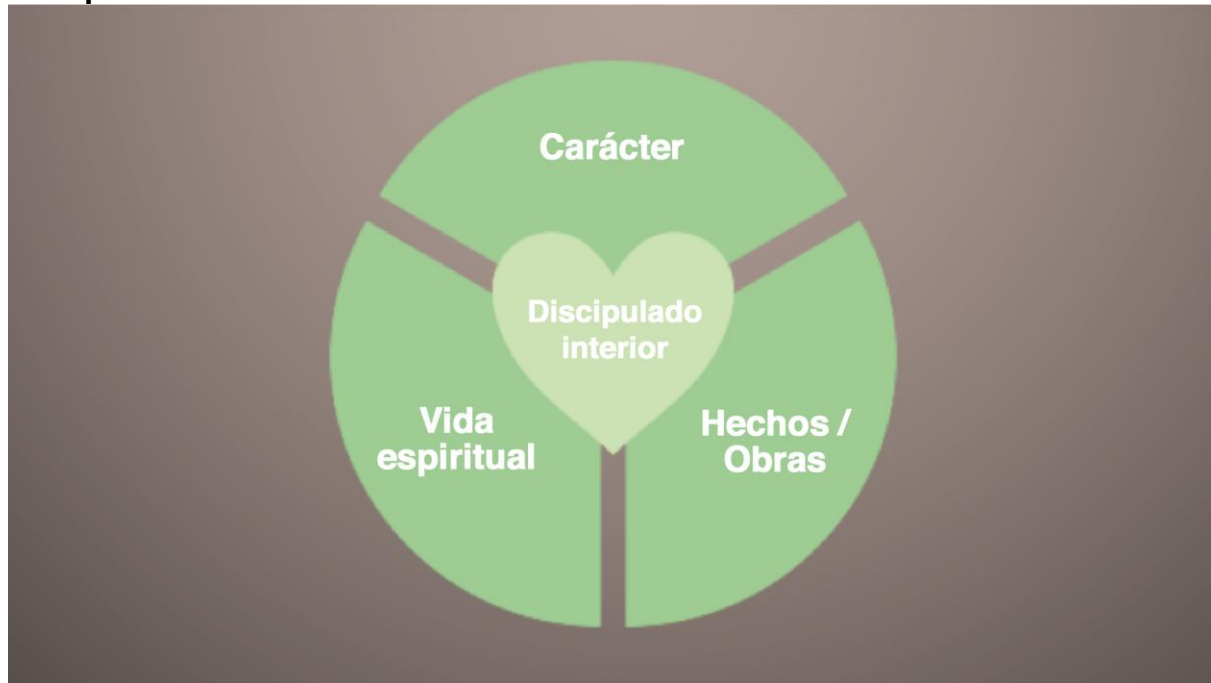 Carácter
Discipulado
interior
Vida
espiritual
Hechos /
Obras